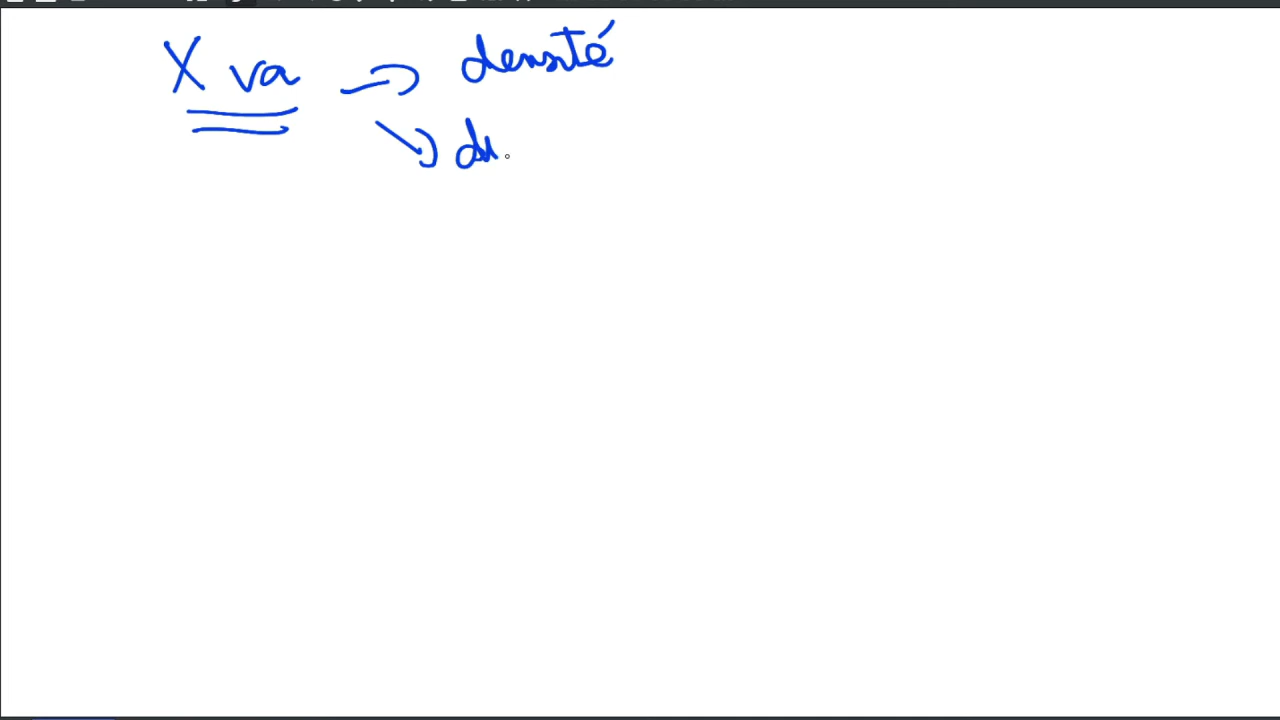 X va → densité
↘